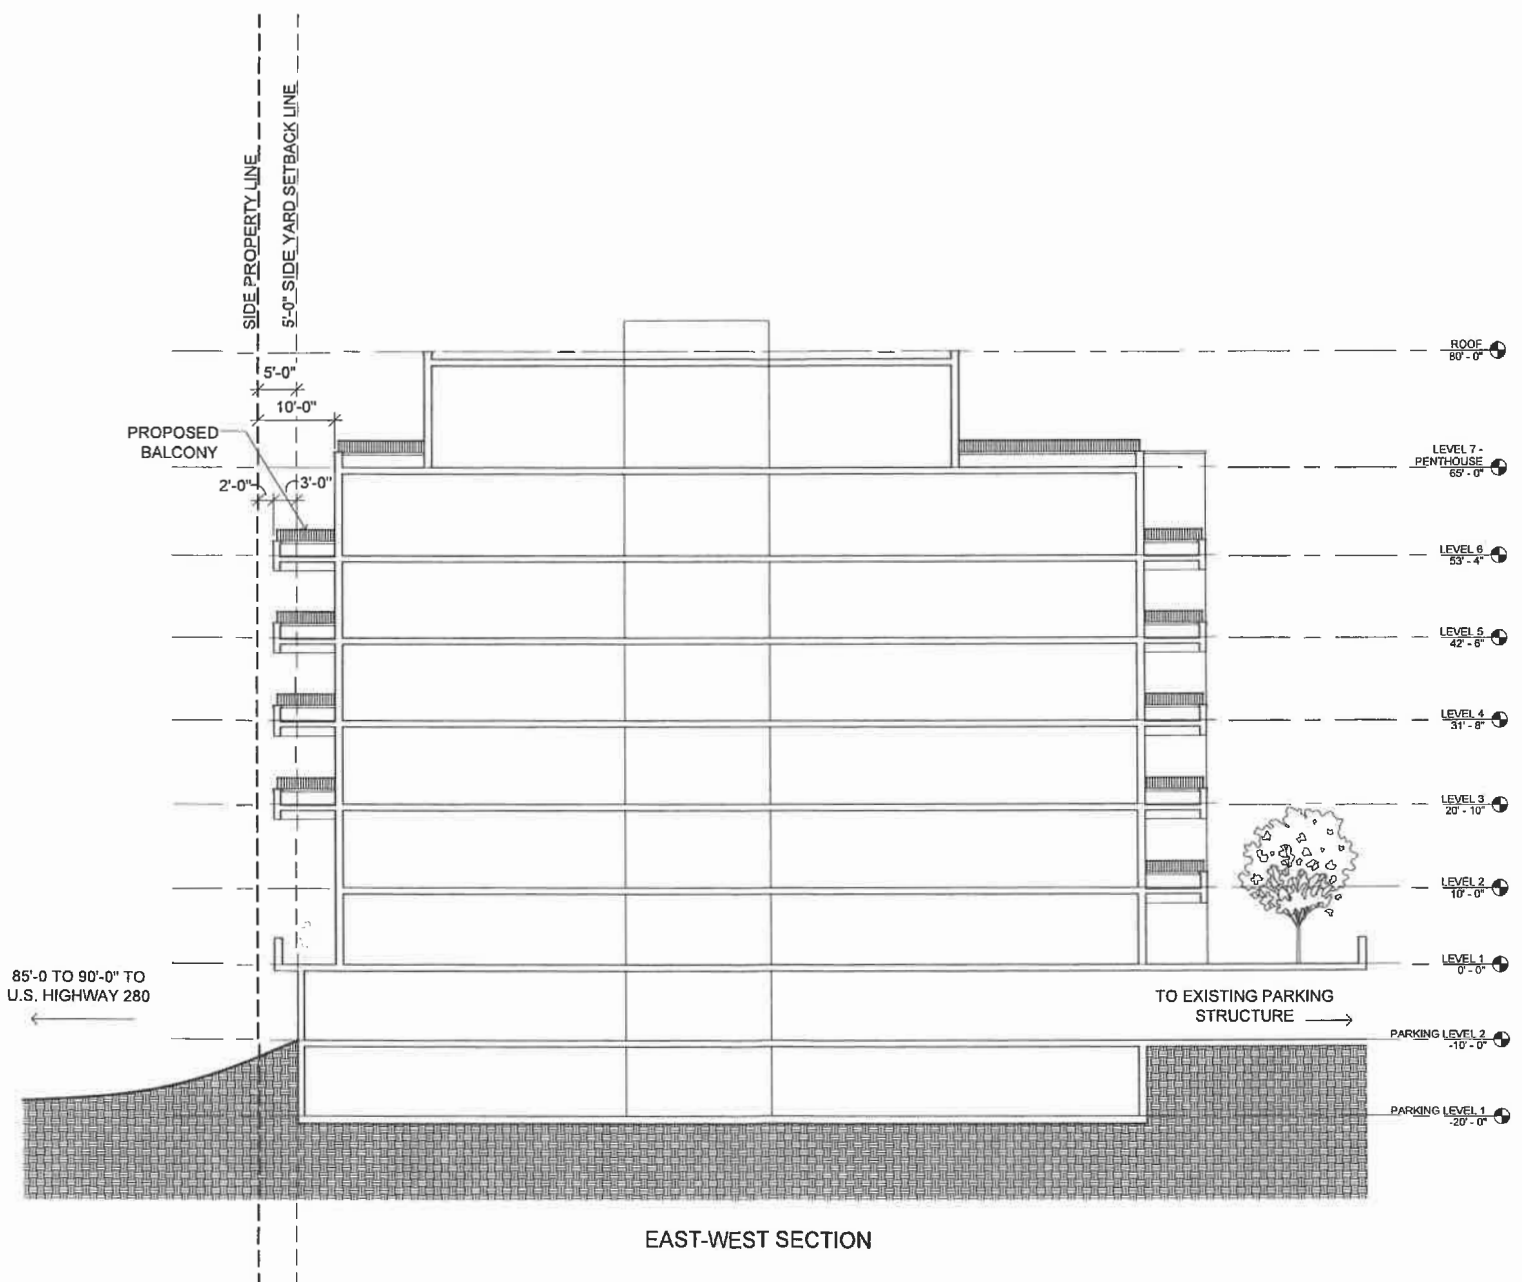 SIDE PROPERTY LINE
5'-0" SIDE YARD SETBACK LINE
ROOF
80' - 0"
5'-0"
10'-0"
PROPOSED
BALCONY
2'-0"
3'-0"
LEVEL 7 -
PENTHOUSE
65' - 0"
LEVEL 6
53' - 4"
LEVEL 5
42' - 6"
LEVEL 4
31' - 8"
LEVEL 3
20' - 10"
LEVEL 2
10' - 0"
LEVEL 1
0' - 0"
85'-0 TO 90'-0" TO
U.S. HIGHWAY 280
TO EXISTING PARKING
STRUCTURE
PARKING LEVEL 2
-10' - 0"
PARKING LEVEL 1
-20' - 0"
EAST-WEST SECTION